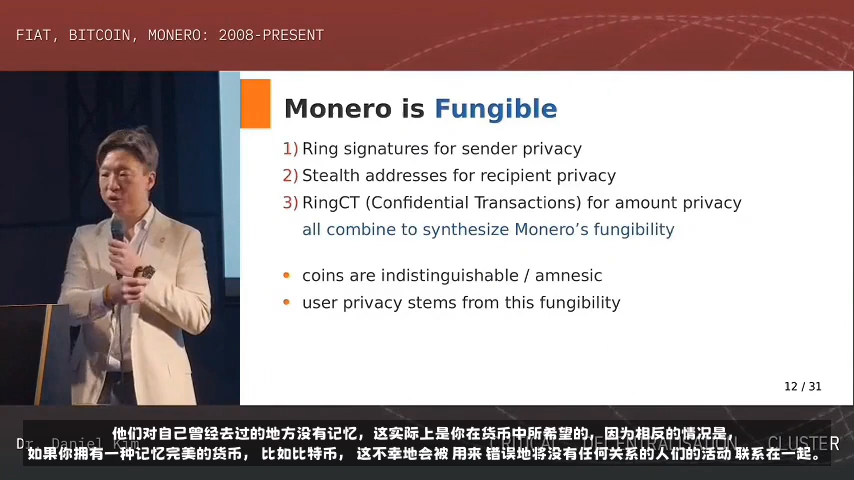 FIAT, BITCOIN, MONERO: 2008-PRESENT
Monero is Fungible
1) Ring signatures for sender privacy
2) Stealth addresses for recipient privacy
3) RingCT (Confidential Transactions) for amount privacy
all combine to synthesize Monero's fungibility
• coins are indistinguishable / amnesic
• user privacy stems from this fungibility
12 / 31
Dr. Daniel Kim
CRITICAL DECENTRALISATION CLUSTER
他们对自己曾经去过的地方没有记忆，这实际上是你在货币中所希望的，因为相反的情况是，
如果你拥有一种记忆完美的货币， 比如比特币， 这不幸地会被 用来 错误地将没有任何关系的人们的活动 联系在一起。